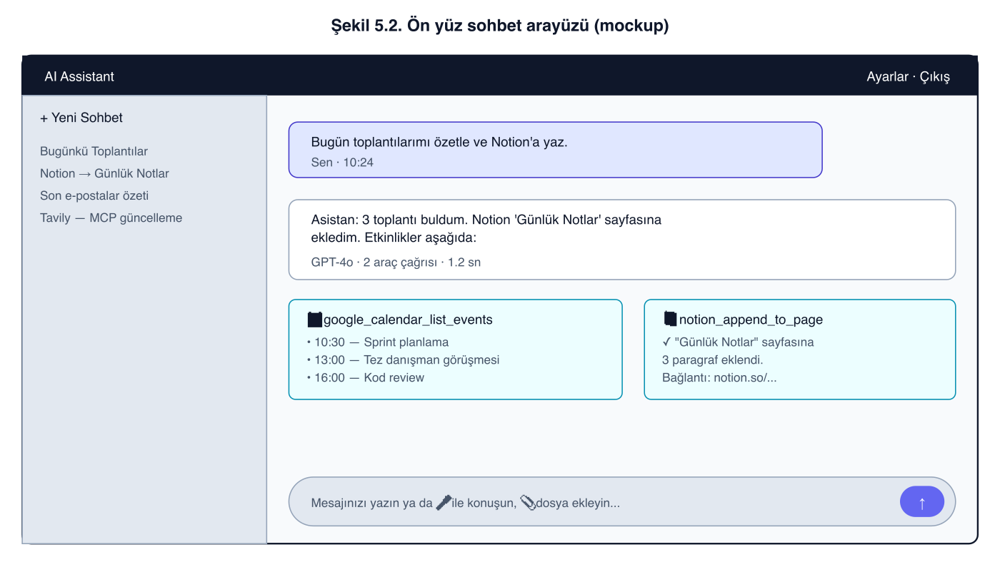 Şekil 5.2. Ön yüz sohbet arayüzü (mockup)
AI Assistant
Ayarlar · Çıkış
+ Yeni Sohbet
Bugünkü Toplantılar
Notion → Günlük Notlar
Son e-postalar özeti
Tavily — MCP güncelleme
Bugün toplantılarımı özetle ve Notion'a yaz.
Sen · 10:24
Asistan: 3 toplantı buldum. Notion 'Günlük Notlar' sayfasına
ekledim. Etkinlikler aşağıda:
GPT-4o · 2 araç çağrısı · 1.2 sn
google_calendar_list_events
• 10:30 — Sprint planlama
• 13:00 — Tez danışman görüşmesi
• 16:00 — Kod review
notion_append_to_page
✓ "Günlük Notlar" sayfasına
3 paragraf eklendi.
Bağlantı: notion.so/...
Mesajınızı yazın ya da 🎤ile konuşun, 📎dosya ekleyin...
↑